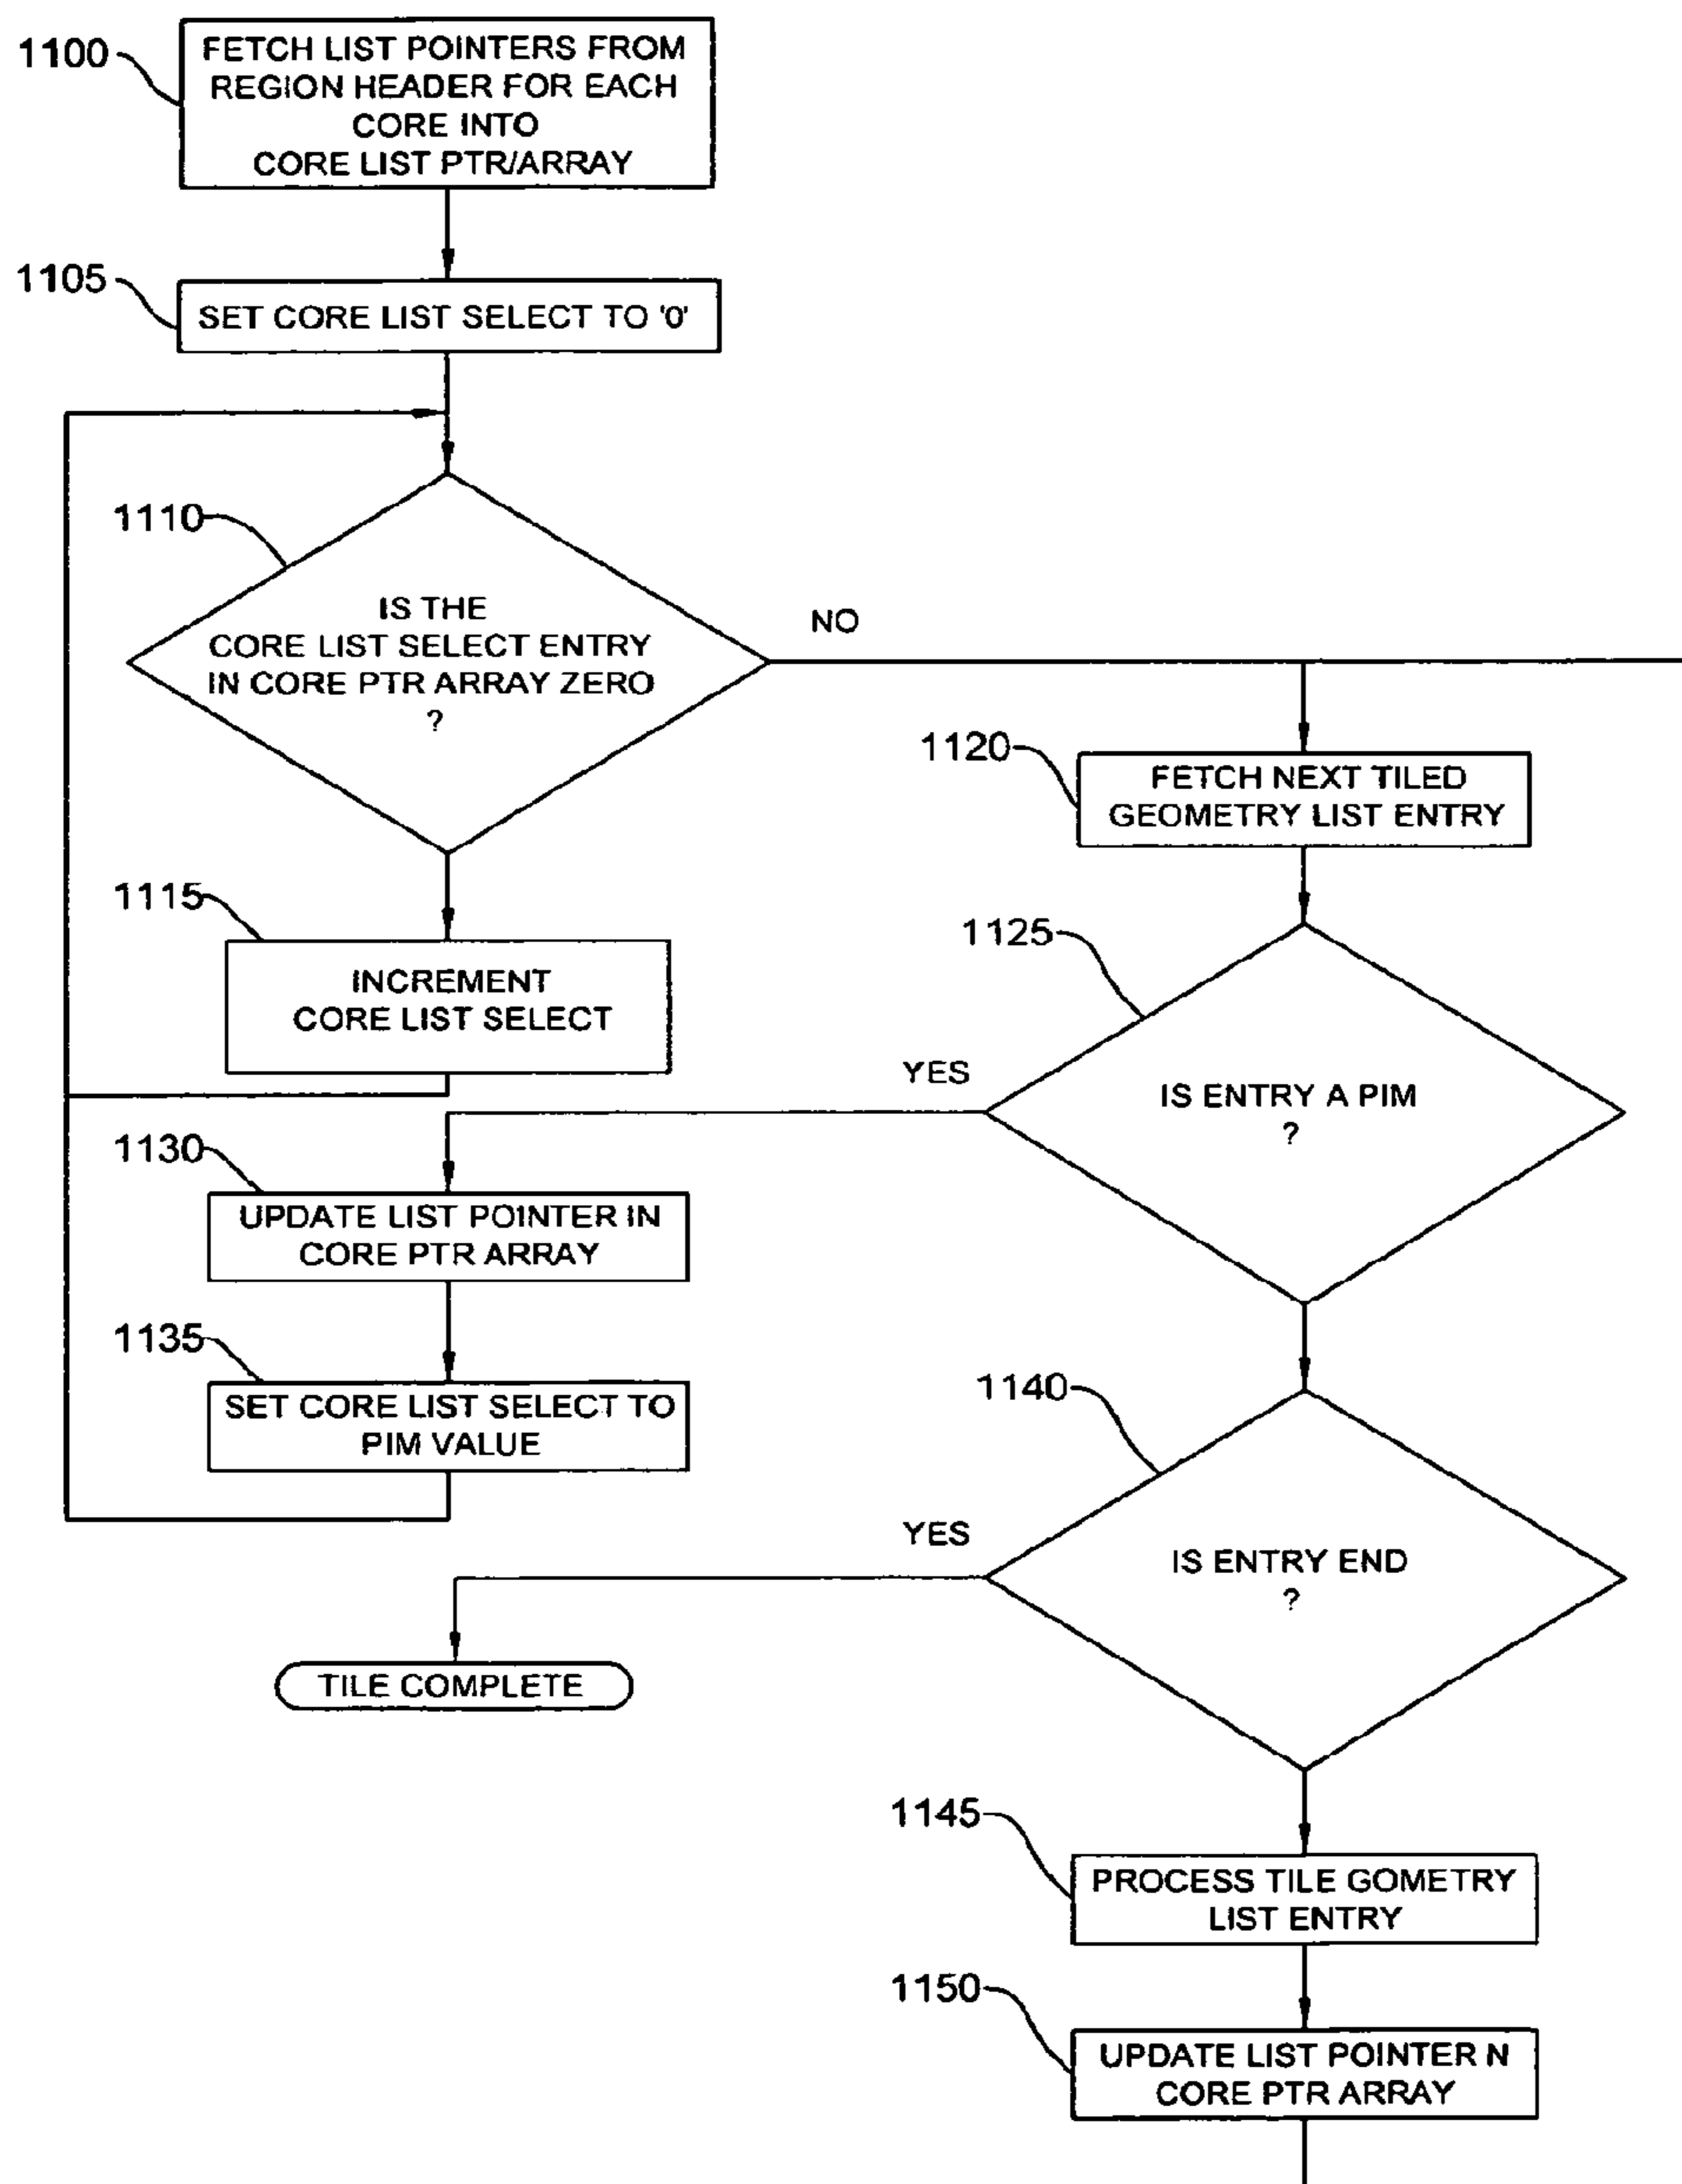 1100
FETCH LIST POINTERS FROM
REGION HEADER FOR EACH
CORE INTO
CORE LIST PTR/ARRAY
1105
SET CORE LIST SELECT TO '0'
1110
IS THE
CORE LIST SELECT ENTRY
IN CORE PTR ARRAY ZERO
?
NO
1115
INCREMENT
CORE LIST SELECT
1120
FETCH NEXT TILED
GEOMETRY LIST ENTRY
1125
IS ENTRY A PIM
?
YES
1130
UPDATE LIST POINTER IN
CORE PTR ARRAY
1135
SET CORE LIST SELECT TO
PIM VALUE
1140
IS ENTRY END
?
YES
TILE COMPLETE
1145
PROCESS TILE GOMETRY
LIST ENTRY
1150
UPDATE LIST POINTER N
CORE PTR ARRAY